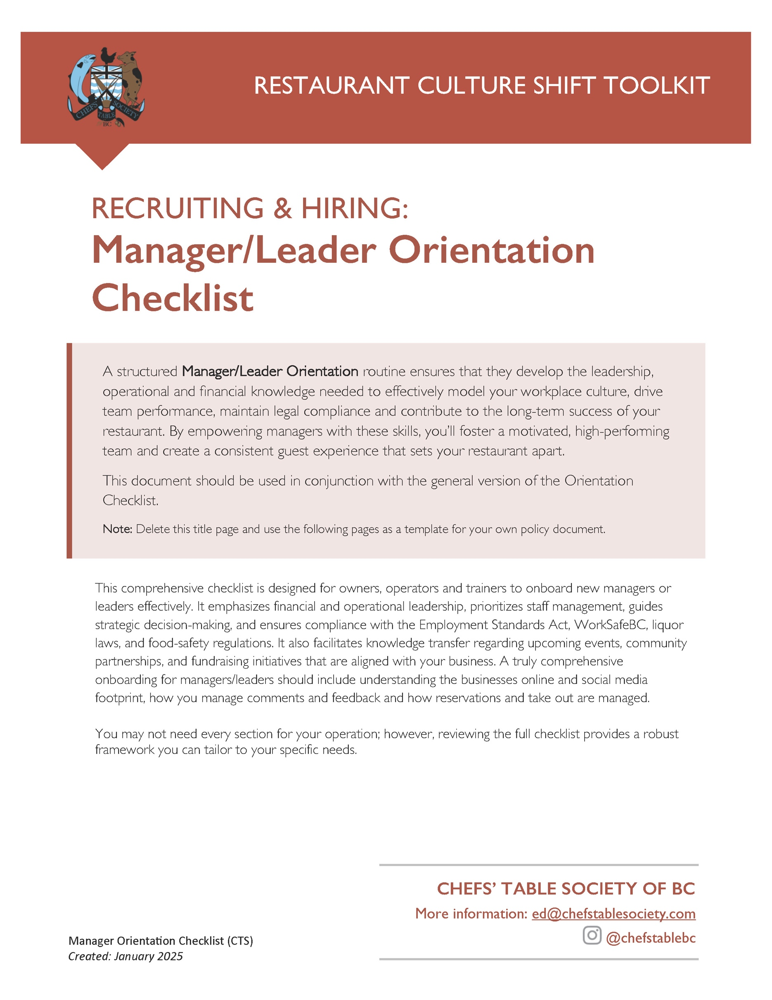 CHEFS' TABLE SOCIETY
BC
RESTAURANT CULTURE SHIFT TOOLKIT
RECRUITING & HIRING:
Manager/Leader Orientation
Checklist
A structured Manager/Leader Orientation routine ensures that they develop the leadership,
operational and financial knowledge needed to effectively model your workplace culture, drive
team performance, maintain legal compliance and contribute to the long-term success of your
restaurant. By empowering managers with these skills, you'll foster a motivated, high-performing
team and create a consistent guest experience that sets your restaurant apart.
This document should be used in conjunction with the general version of the Orientation
Checklist.
Note: Delete this title page and use the following pages as a template for your own policy document.
This comprehensive checklist is designed for owners, operators and trainers to onboard new managers or
leaders effectively. It emphasizes financial and operational leadership, prioritizes staff management, guides
strategic decision-making, and ensures compliance with the Employment Standards Act, WorkSafeBC, liquor
laws, and food-safety regulations. It also facilitates knowledge transfer regarding upcoming events, community
partnerships, and fundraising initiatives that are aligned with your business. A truly comprehensive
onboarding for managers/leaders should include understanding the businesses online and social media
footprint, how you manage comments and feedback and how reservations and take out are managed.
You may not need every section for your operation; however, reviewing the full checklist provides a robust
framework you can tailor to your specific needs.
CHEFS' TABLE SOCIETY OF BC
More information: ed@chefstablesociety.com
@chefstablebc
Manager Orientation Checklist (CTS)
Created: January 2025